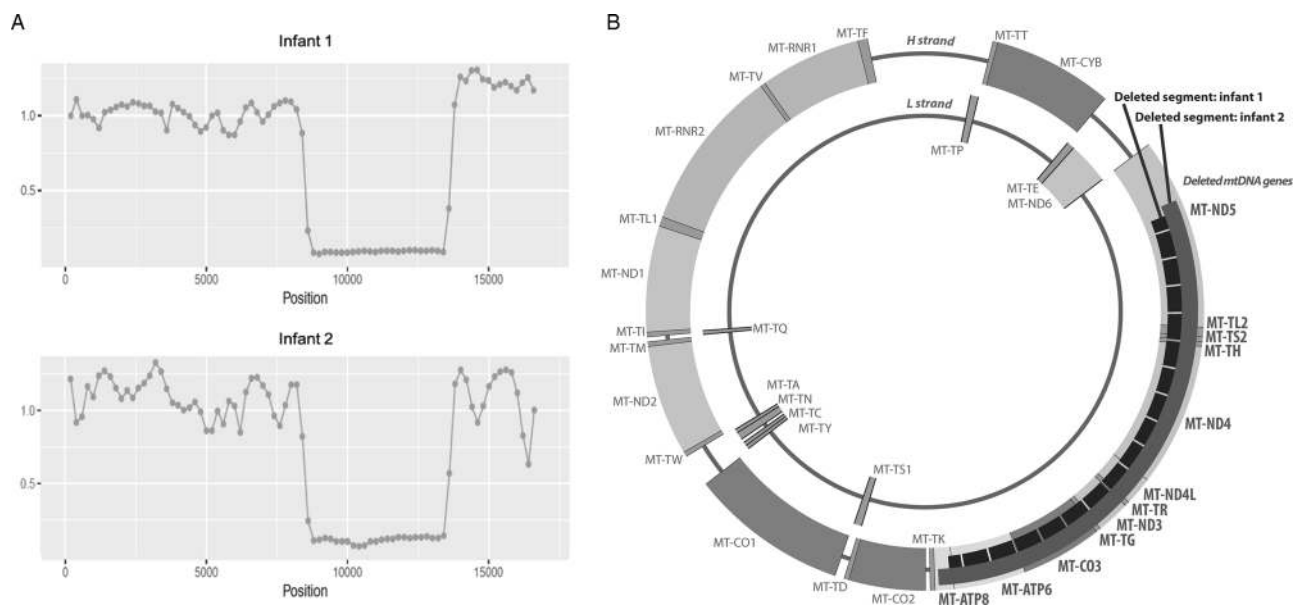 A
Infant 1
1.0
0.5
0
5000
10000
15000
Position
Infant 2
1.0
0.5
0
5000
10000
15000
Position
B
H strand
L strand
MT-TF
MT-RNR1
MT-TV
MT-RNR2
MT-TL1
MT-ND1
MT-TI
MT-TM
MT-ND2
MT-TW
MT-CO1
MT-TD
MT-CO2
MT-TK
MT-TQ
MT-TA
MT-TN
MT-TC
MT-TY
MT-TS1
MT-TP
MT-TE
MT-ND6
MT-TT
MT-CYB
Deleted segment: infant 1
Deleted segment: infant 2
Deleted mtDNA genes
MT-ND5
MT-TL2
MT-TS2
MT-TH
MT-ND4
MT-ND4L
MT-TR
MT-ND3
MT-TG
MT-CO3
MT-ATP6
MT-ATP8